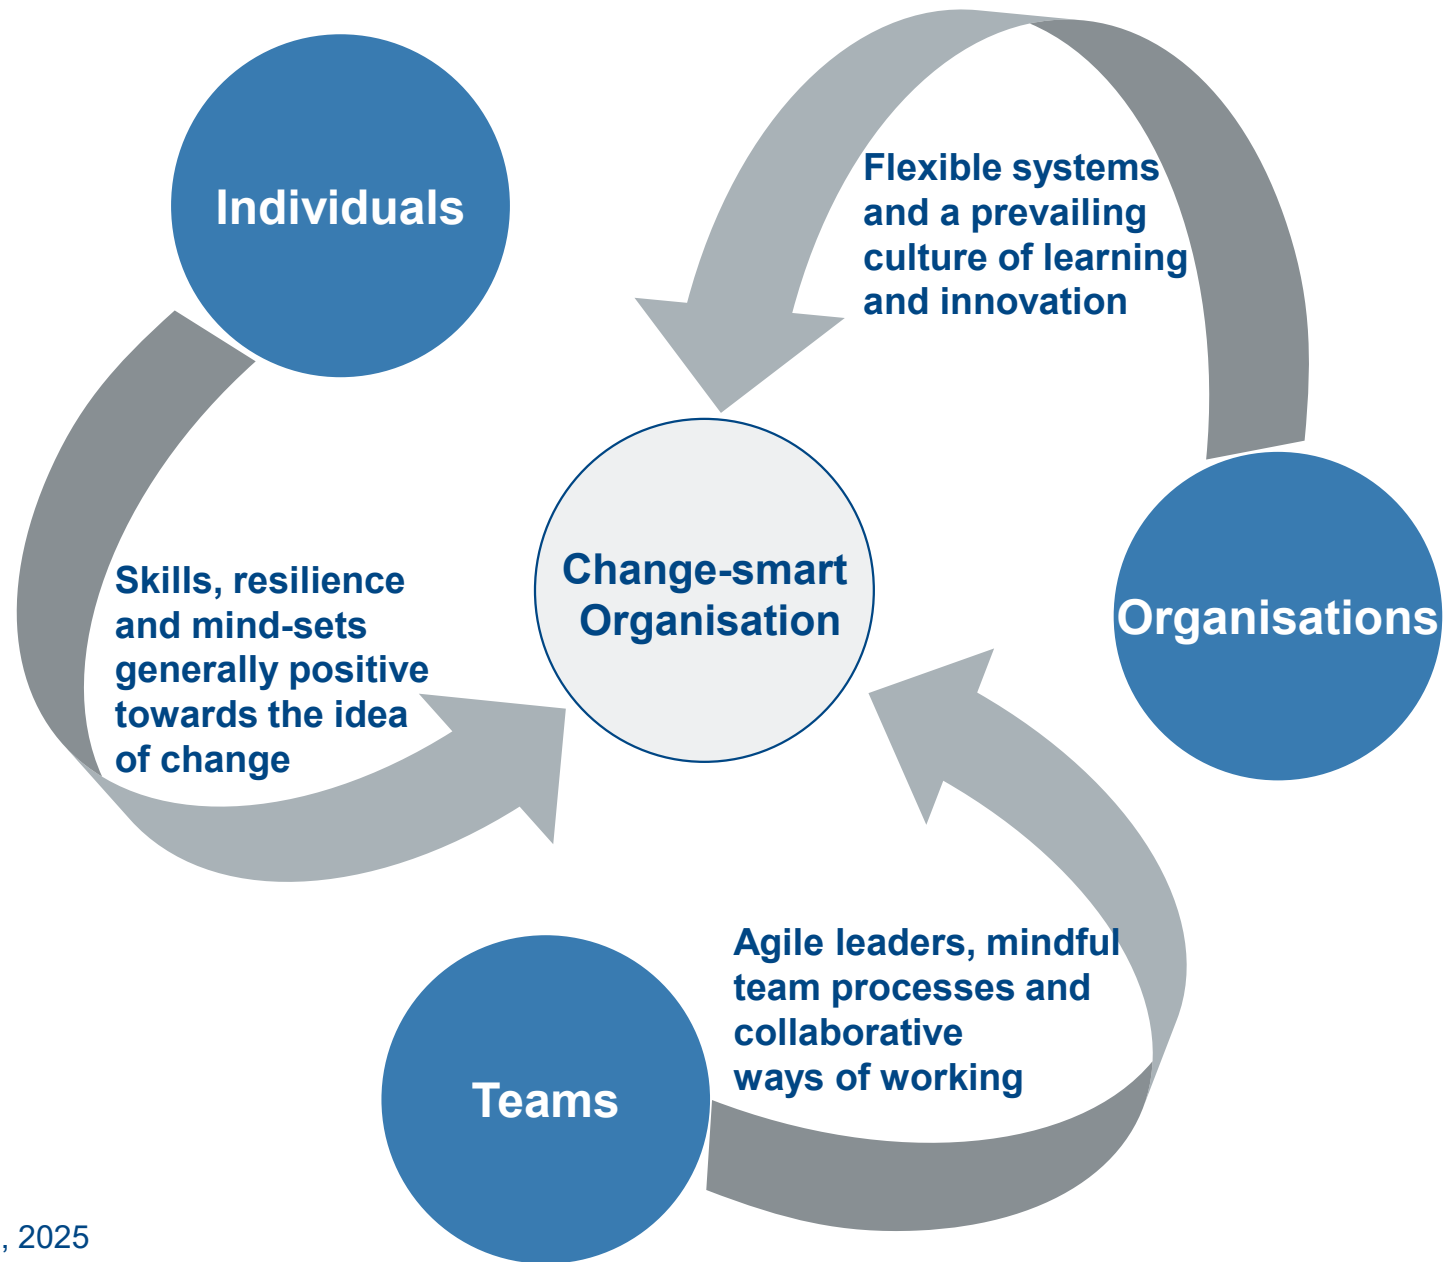 Individuals
Flexible systems
and a prevailing
culture of learning
and innovation
Skills, resilience
and mind-sets
generally positive
towards the idea
of change
Change-smart
Organisation
Organisations
Agile leaders, mindful
team processes and
collaborative
ways of working
Teams
, 2025